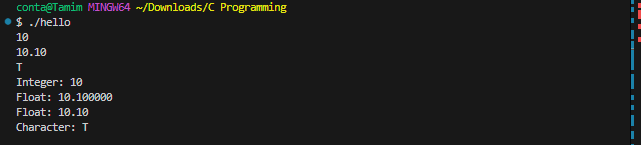 conta@Tamim MINGW64 ~/Downloads/C Programming
$ ./hello
10
10.10
T
Integer: 10
Float: 10.100000
Float: 10.10
Character: T